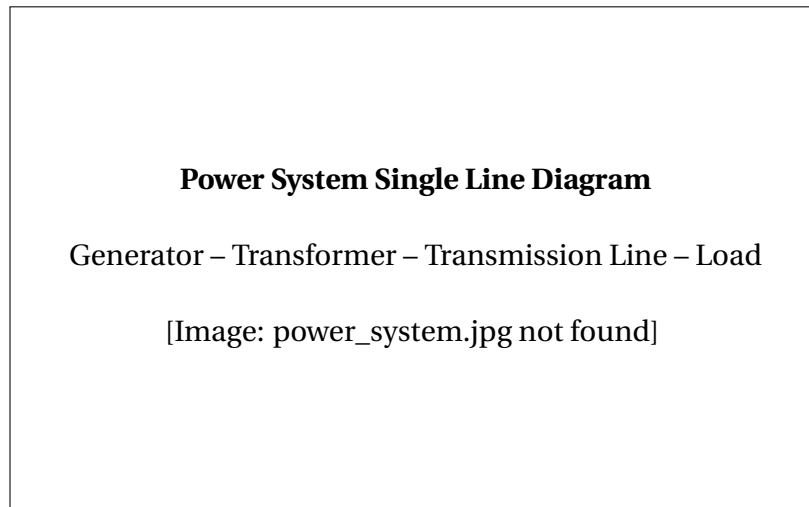 Power System Single Line Diagram
Generator – Transformer – Transmission Line – Load
[Image: power_system.jpg not found]